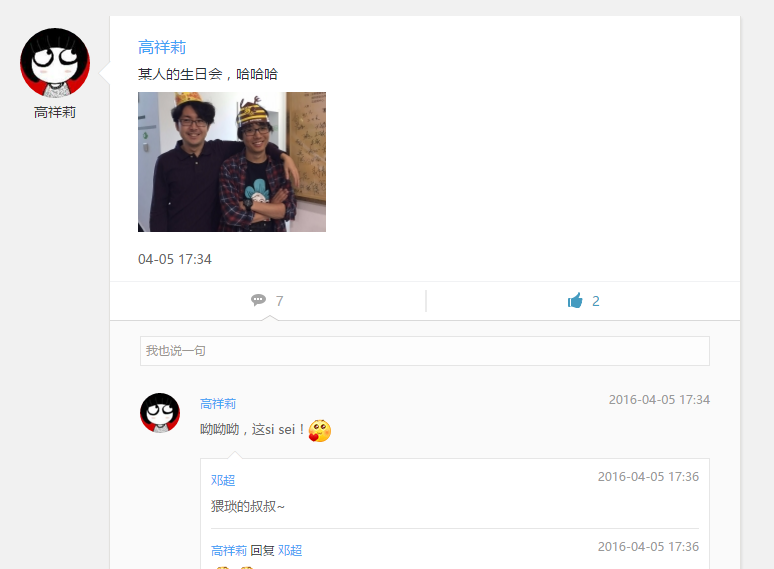 高祥莉
高祥莉
某人的生日会，哈哈哈
04-05 17:34
7
2
我也说一句
高祥莉
2016-04-05 17:34
呦呦呦，这si sei！
邓超
2016-04-05 17:36
猥琐的叔叔~
高祥莉 回复 邓超
2016-04-05 17:36